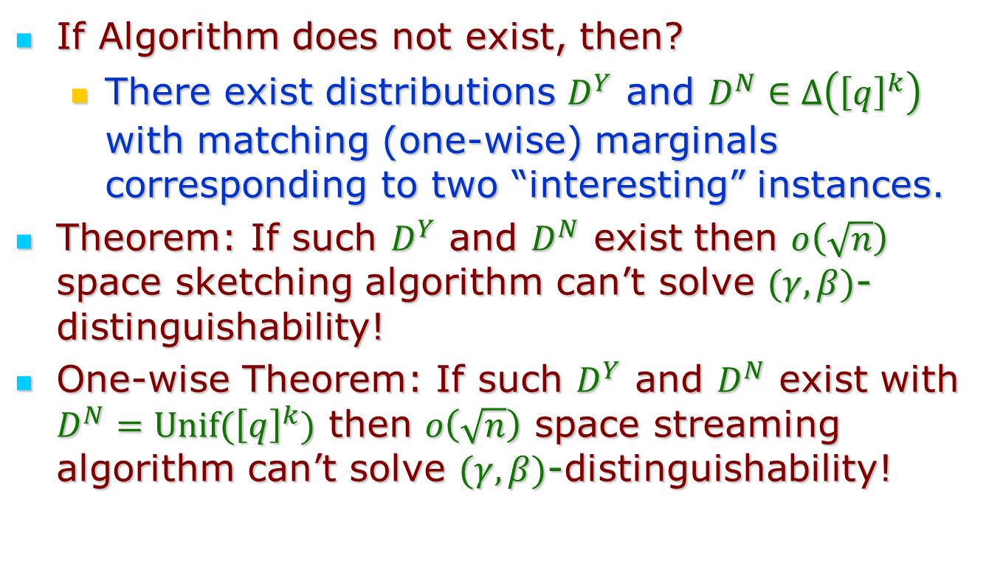 If Algorithm does not exist, then?
There exist distributions $D^Y$ and $D^N \in \Delta([q]^k)$
with matching (one-wise) marginals
corresponding to two “interesting” instances.
Theorem: If such $D^Y$ and $D^N$ exist then $o(\sqrt{n})$
space sketching algorithm can’t solve $(\gamma, \beta)$-
distinguishability!
One-wise Theorem: If such $D^Y$ and $D^N$ exist with
$D^N = \text{Unif}([q]^k)$ then $o(\sqrt{n})$ space streaming
algorithm can’t solve $(\gamma, \beta)$-distinguishability!